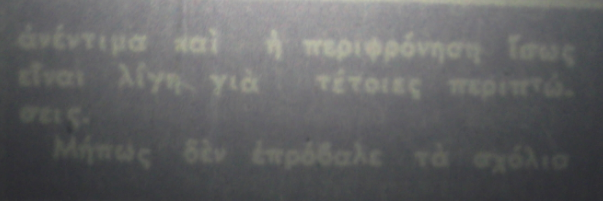 ἀνέντιμα καὶ ἡ περιφρόνηση ἴσως
εἶναι λίγη γιὰ τέτοιες περιπτώ-
σεις.
Μήπως δὲν ἐπρόβαλε τὰ σχόλια